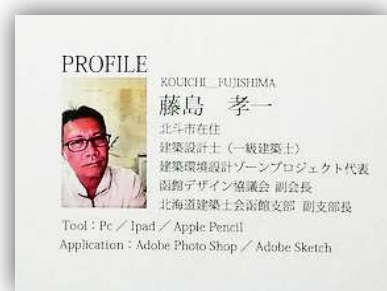 PROFILE
KOUICHI_FUJISHIMA
藤島 孝一
北斗市在住
建築設計士（一級建築士）
建築環境設計ゾーンプロジェクト代表
函館デザイン協議会 副会長
北海道建築士会函館支部 副支部長
Tool：Pc ／ Ipad ／ Apple Pencil
Application：Adobe Photo Shop ／ Adobe Sketch